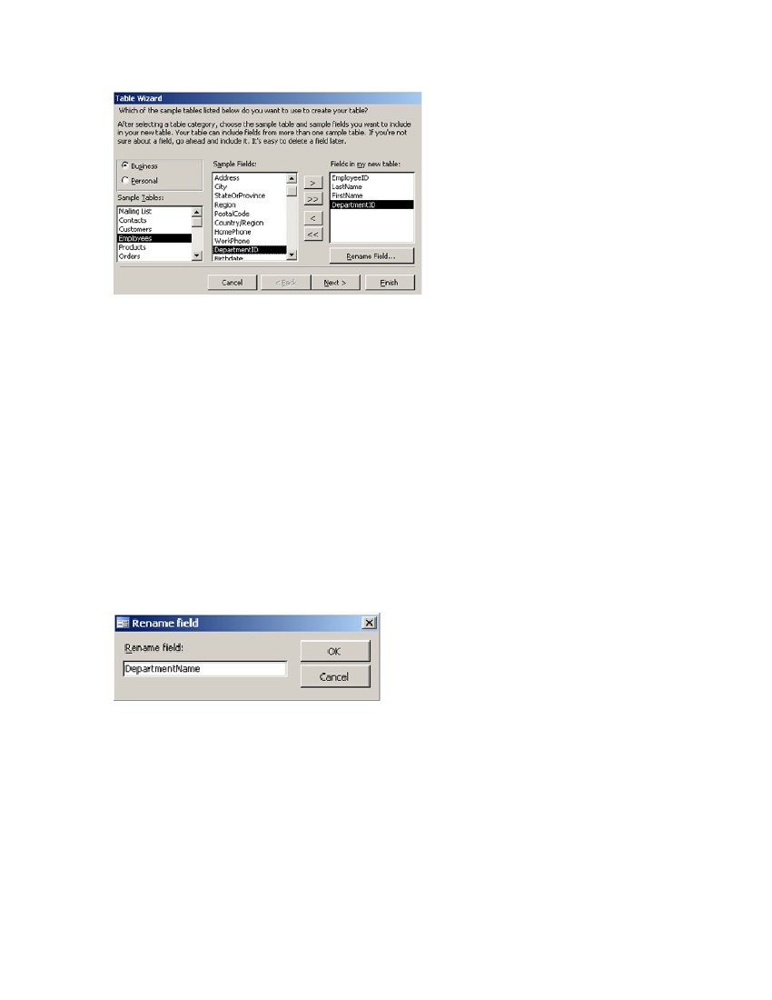 Table Wizard
Which of the sample tables listed below do you want to use to create your table?
After selecting a table category, choose the sample table and sample fields you want to include
in your new table. Your table can include fields from more than one sample table. If you're not
sure about a field, go ahead and include it. It's easy to delete a field later.
Business
Personal
Sample Tables:
Mailing List
Contacts
Customers
Employees
Products
Orders
Sample Fields:
Address
City
StateOrProvince
Region
PostalCode
Country/Region
HomePhone
WorkPhone
DepartmentID
Birthdate
>
>>
<
<<
Fields in my new table:
EmployeeID
LastName
FirstName
DepartmentID
Rename Field...
Cancel
< Back
Next >
Finish
Rename field
Rename field:
DepartmentName
OK
Cancel